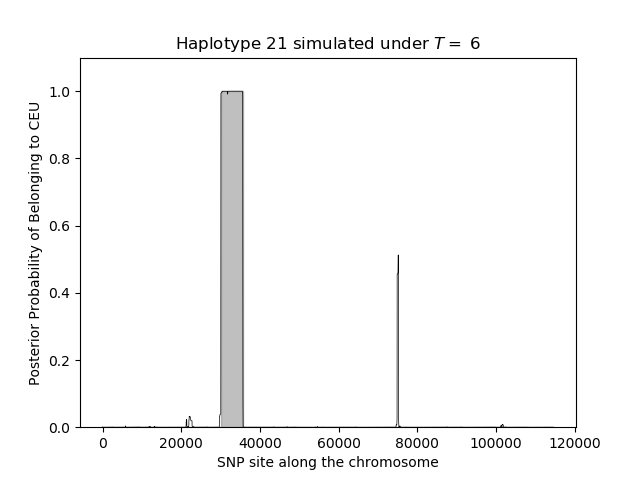 Haplotype 21 simulated under T = 6
Posterior Probability of Belonging to CEU
1.0
0.8
0.6
0.4
0.2
0.0
0 20000 40000 60000 80000 100000 120000
SNP site along the chromosome